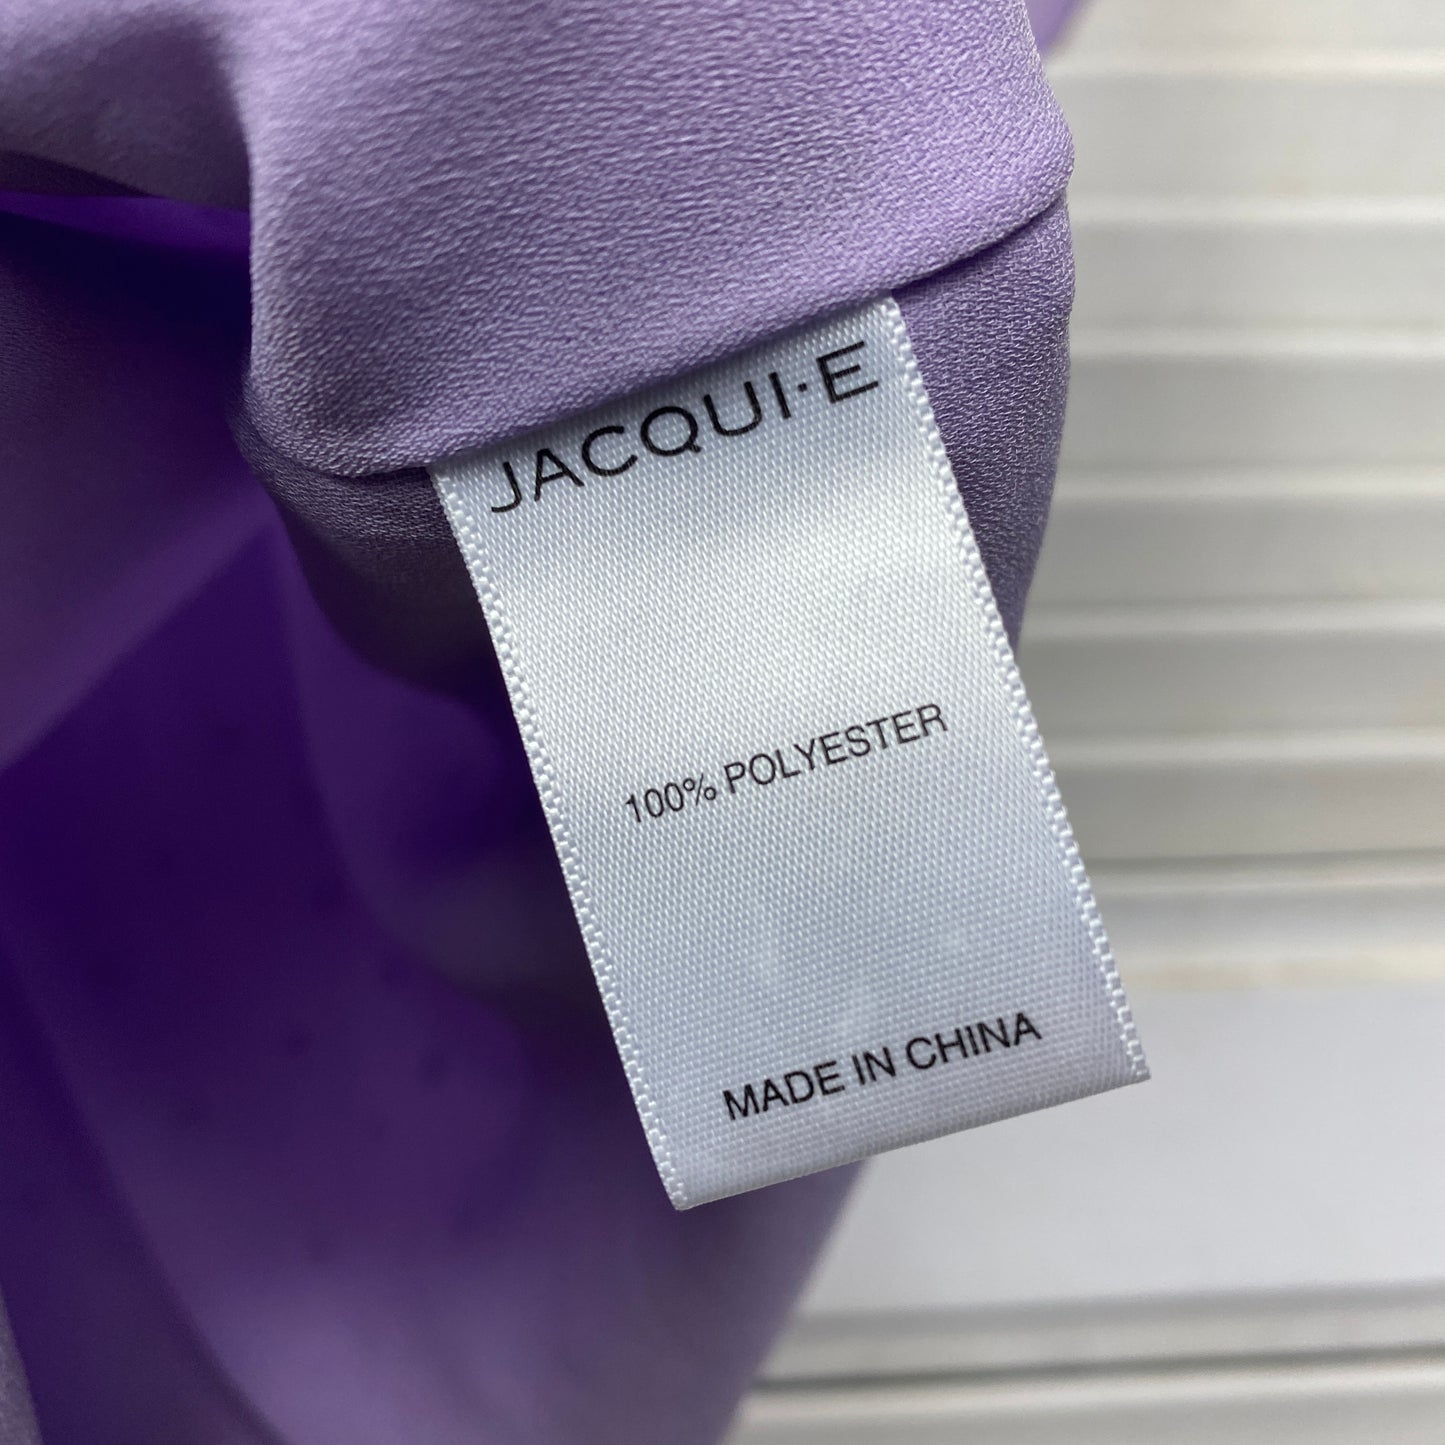 JACQUI·E
100% POLYESTER
MADE IN CHINA